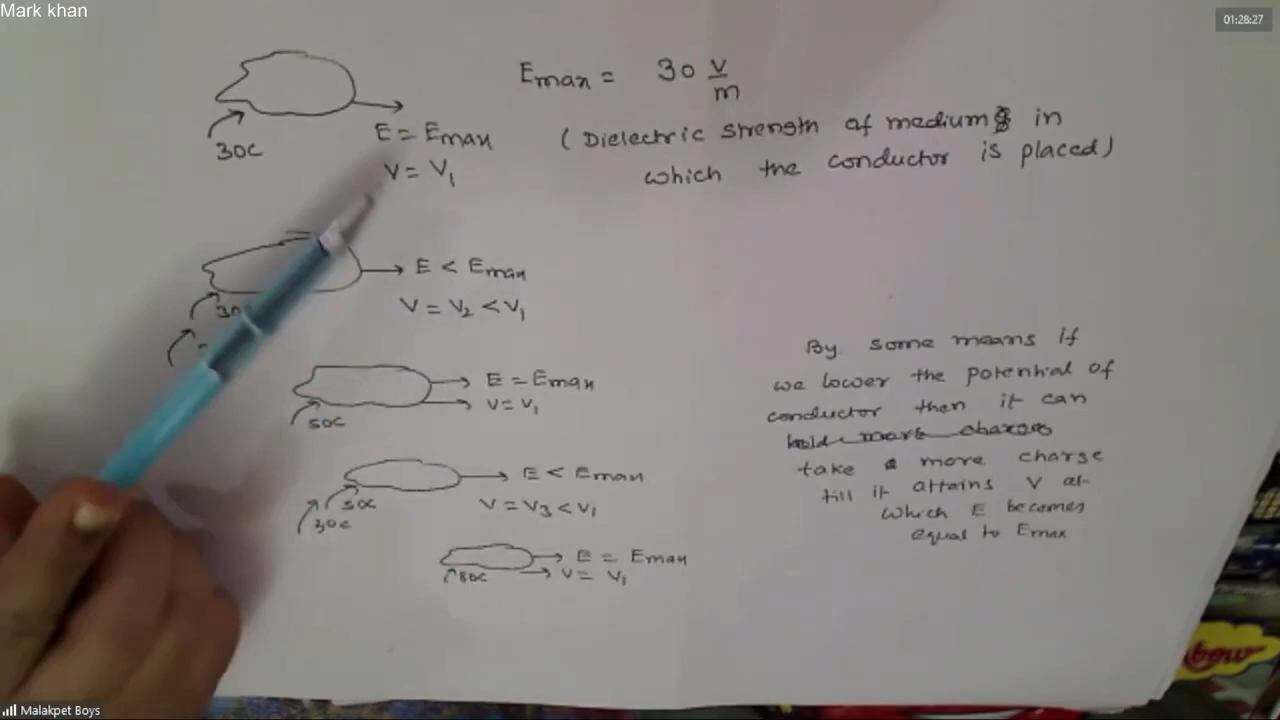 Mark khan
01:28:27
Emax = 30 V/m
30C
E = Emax
V = V₁
(Dielectric strength of medium in
which the conductor is placed)
E < Emax
V = V₂ < V₁
E = Emax
V = V₁
50C
E < Emax
50C
30C
V = V₃ < V₁
E = Emax
80C
V = V₁
By some means if
we lower the potential of
conductor then it can
hold more charges
take a more charge
till it attains V at
which E becomes
equal to Emax
Malakpet Boys